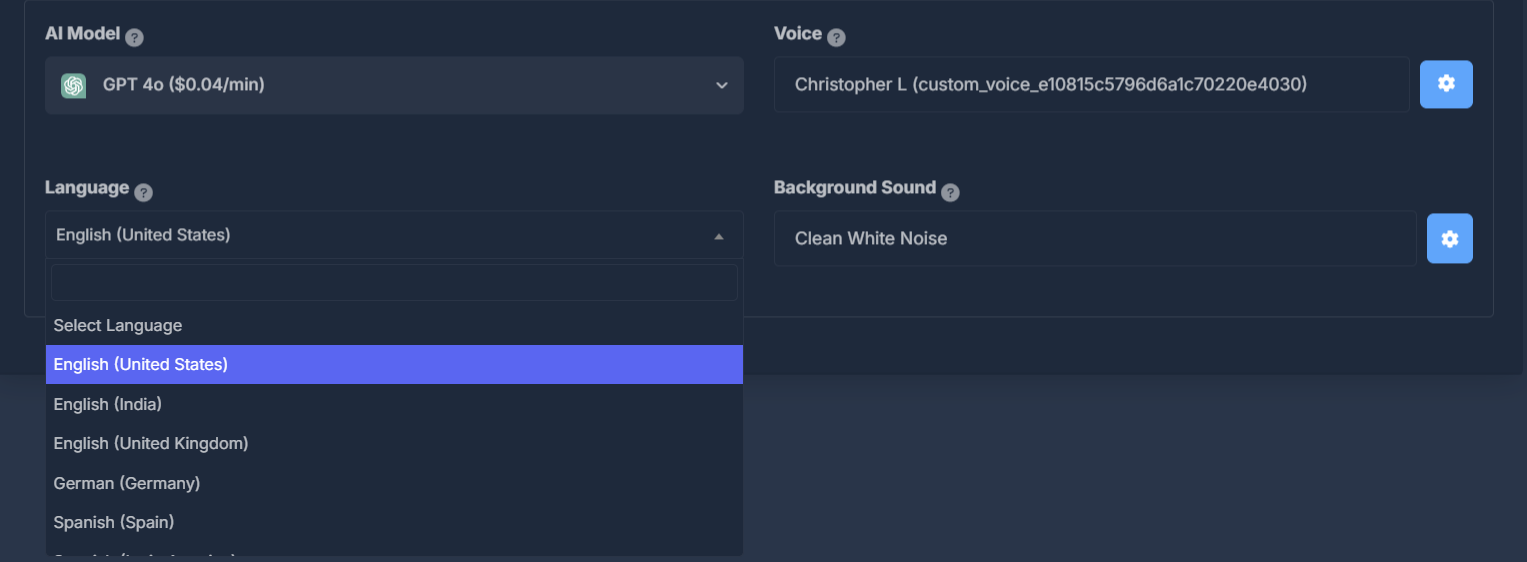 AI Model ?
Voice ?
GPT 4o ($0.04/min)
Christopher L (custom_voice_e10815c5796d6a1c70220e4030)
Language ?
Background Sound ?
English (United States)
Clean White Noise
Select Language
English (United States)
English (India)
English (United Kingdom)
German (Germany)
Spanish (Spain)